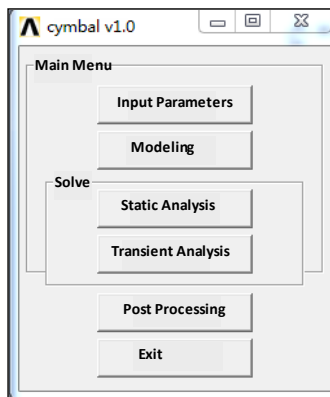 cymbal v1.0
Main Menu
Input Parameters
Modeling
Solve
Static Analysis
Transient Analysis
Post Processing
Exit